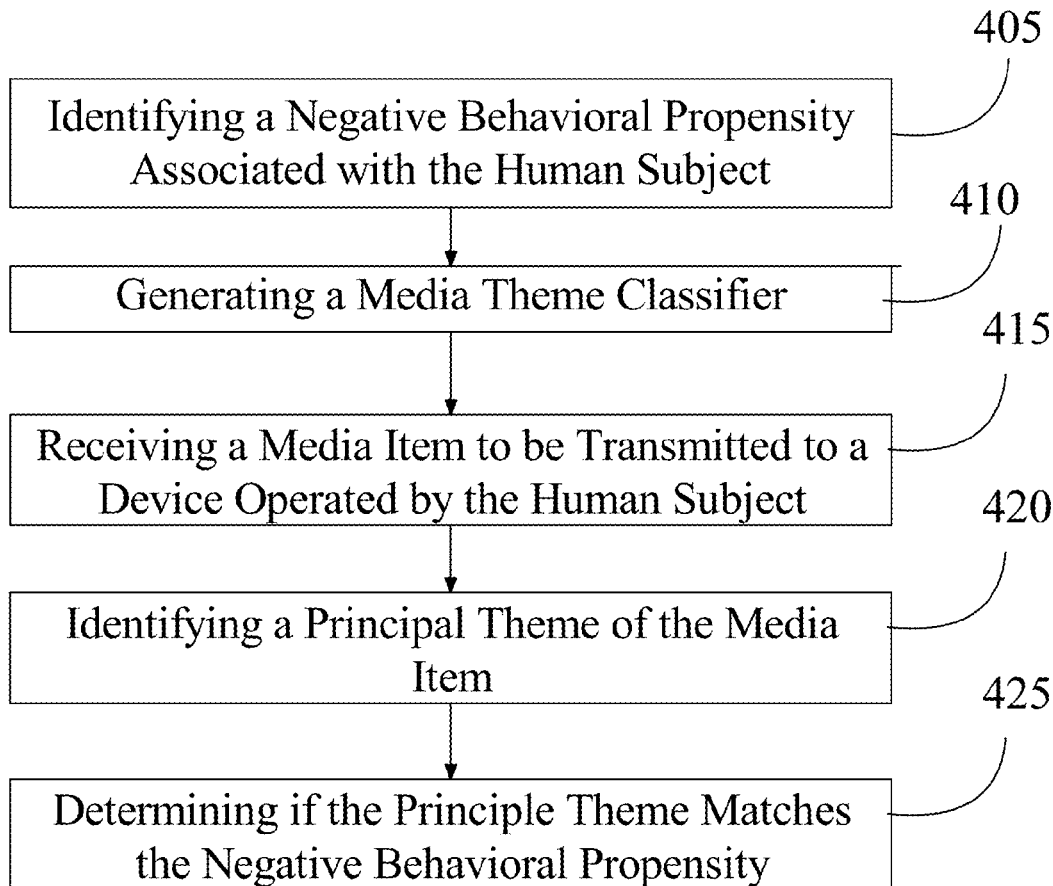 405
Identifying a Negative Behavioral Propensity
Associated with the Human Subject
410
Generating a Media Theme Classifier
415
Receiving a Media Item to be Transmitted to a
Device Operated by the Human Subject
420
Identifying a Principal Theme of the Media
Item
425
Determining if the Principle Theme Matches
the Negative Behavioral Propensity